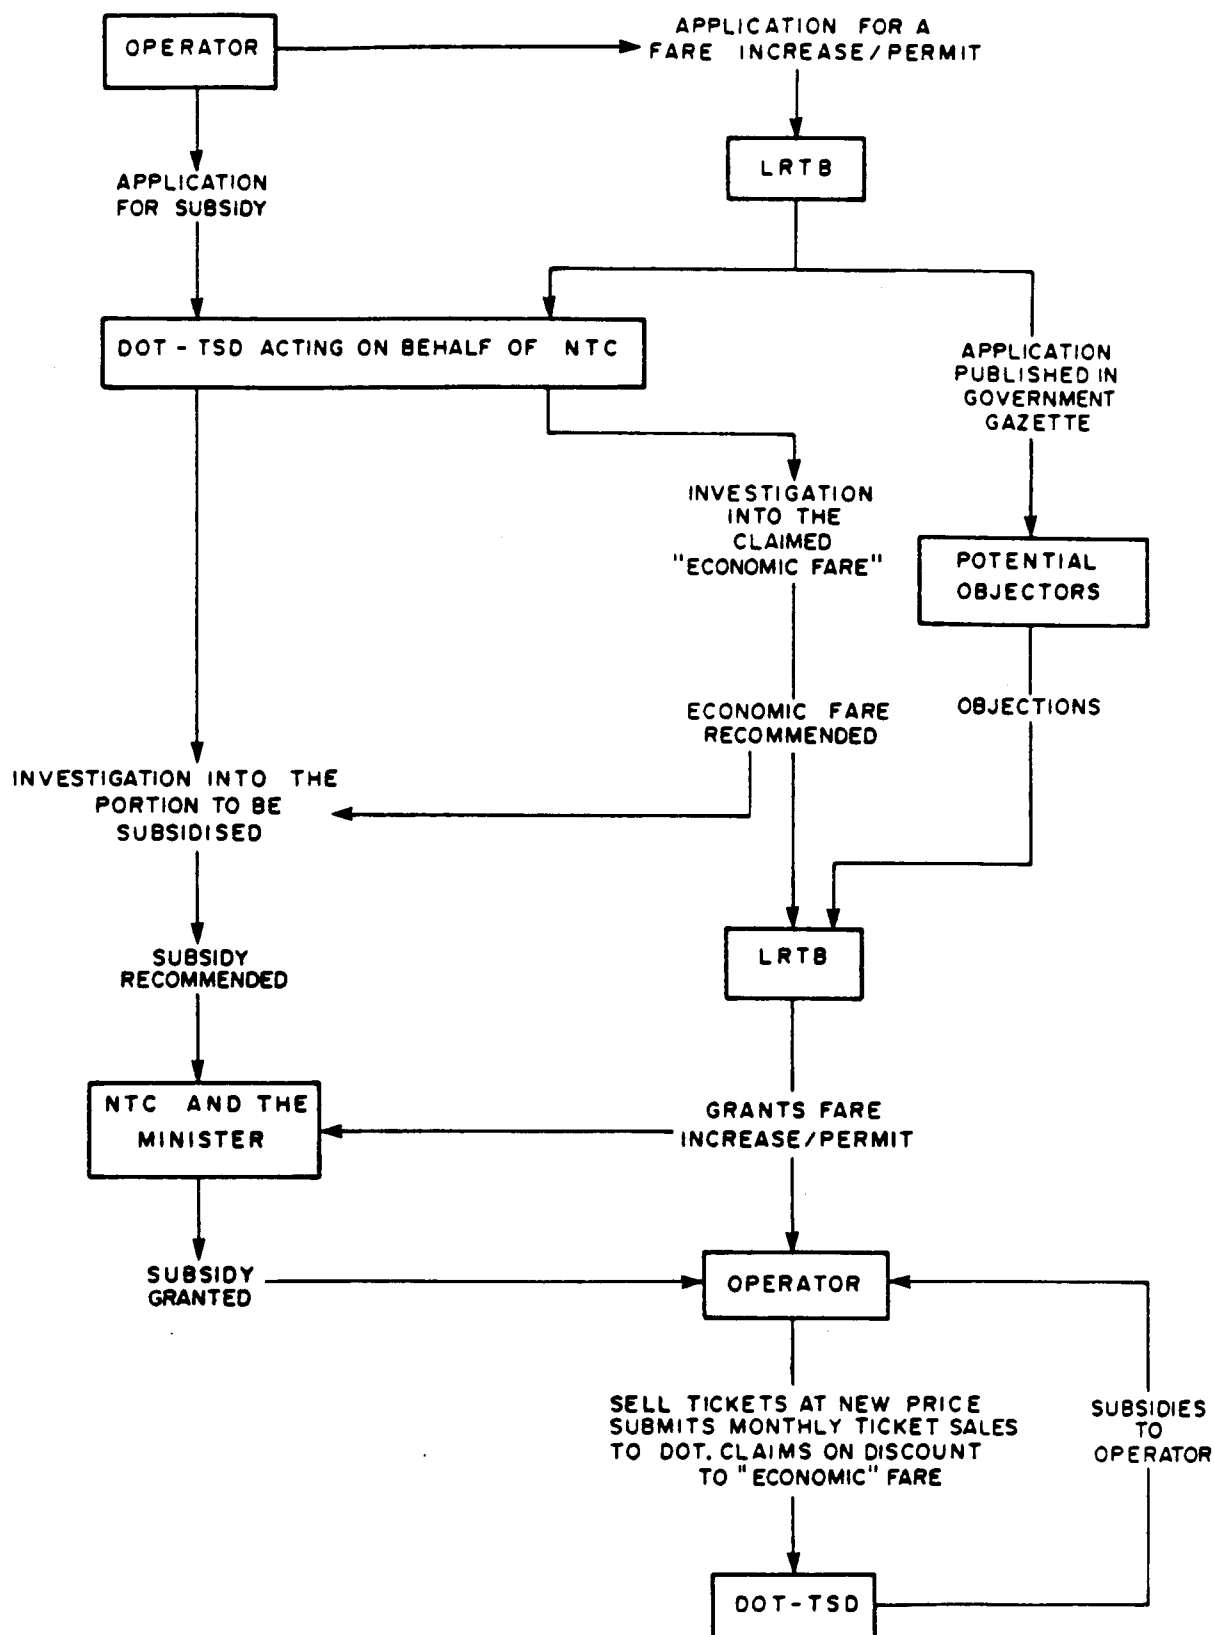 OPERATOR
APPLICATION FOR A
FARE INCREASE/PERMIT
LRTB
APPLICATION
FOR SUBSIDY
DOT - TSD ACTING ON BEHALF OF NTC
APPLICATION
PUBLISHED IN
GOVERNMENT
GAZETTE
INVESTIGATION
INTO THE
CLAIMED
"ECONOMIC FARE"
POTENTIAL
OBJECTORS
ECONOMIC FARE
RECOMMENDED
OBJECTIONS
INVESTIGATION INTO THE
PORTION TO BE
SUBSIDISED
SUBSIDY
RECOMMENDED
LRTB
NTC AND THE
MINISTER
GRANTS FARE
INCREASE/PERMIT
SUBSIDY
GRANTED
OPERATOR
SELL TICKETS AT NEW PRICE
SUBMITS MONTHLY TICKET SALES
TO DOT. CLAIMS ON DISCOUNT
TO "ECONOMIC" FARE
SUBSIDIES
TO
OPERATOR
DOT-TSD